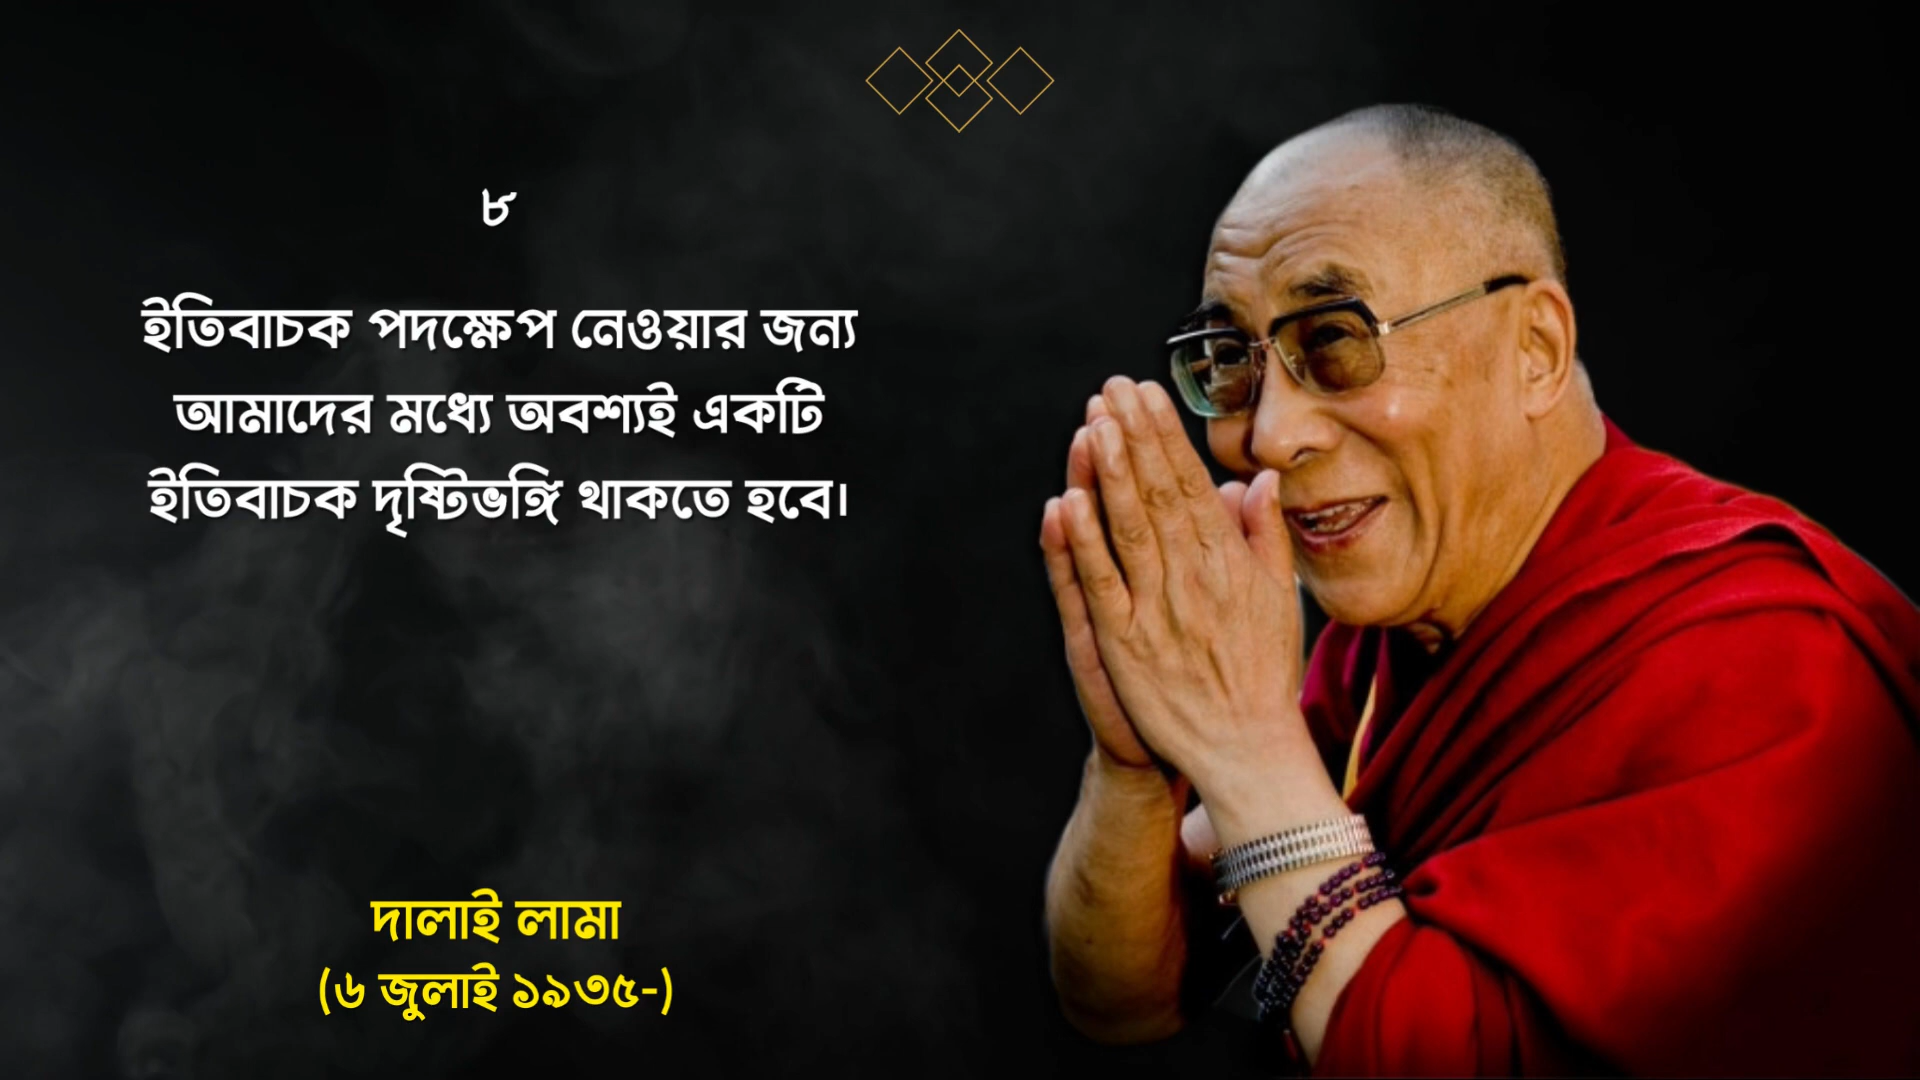 ৮
ইতিবাচক পদক্ষেপ নেওয়ার জন্য
আমাদের মধ্যে অবশ্যই একটি
ইতিবাচক দৃষ্টিভঙ্গি থাকতে হবে।
দালাই লামা
(৬ জুলাই ১৯৩৫-)